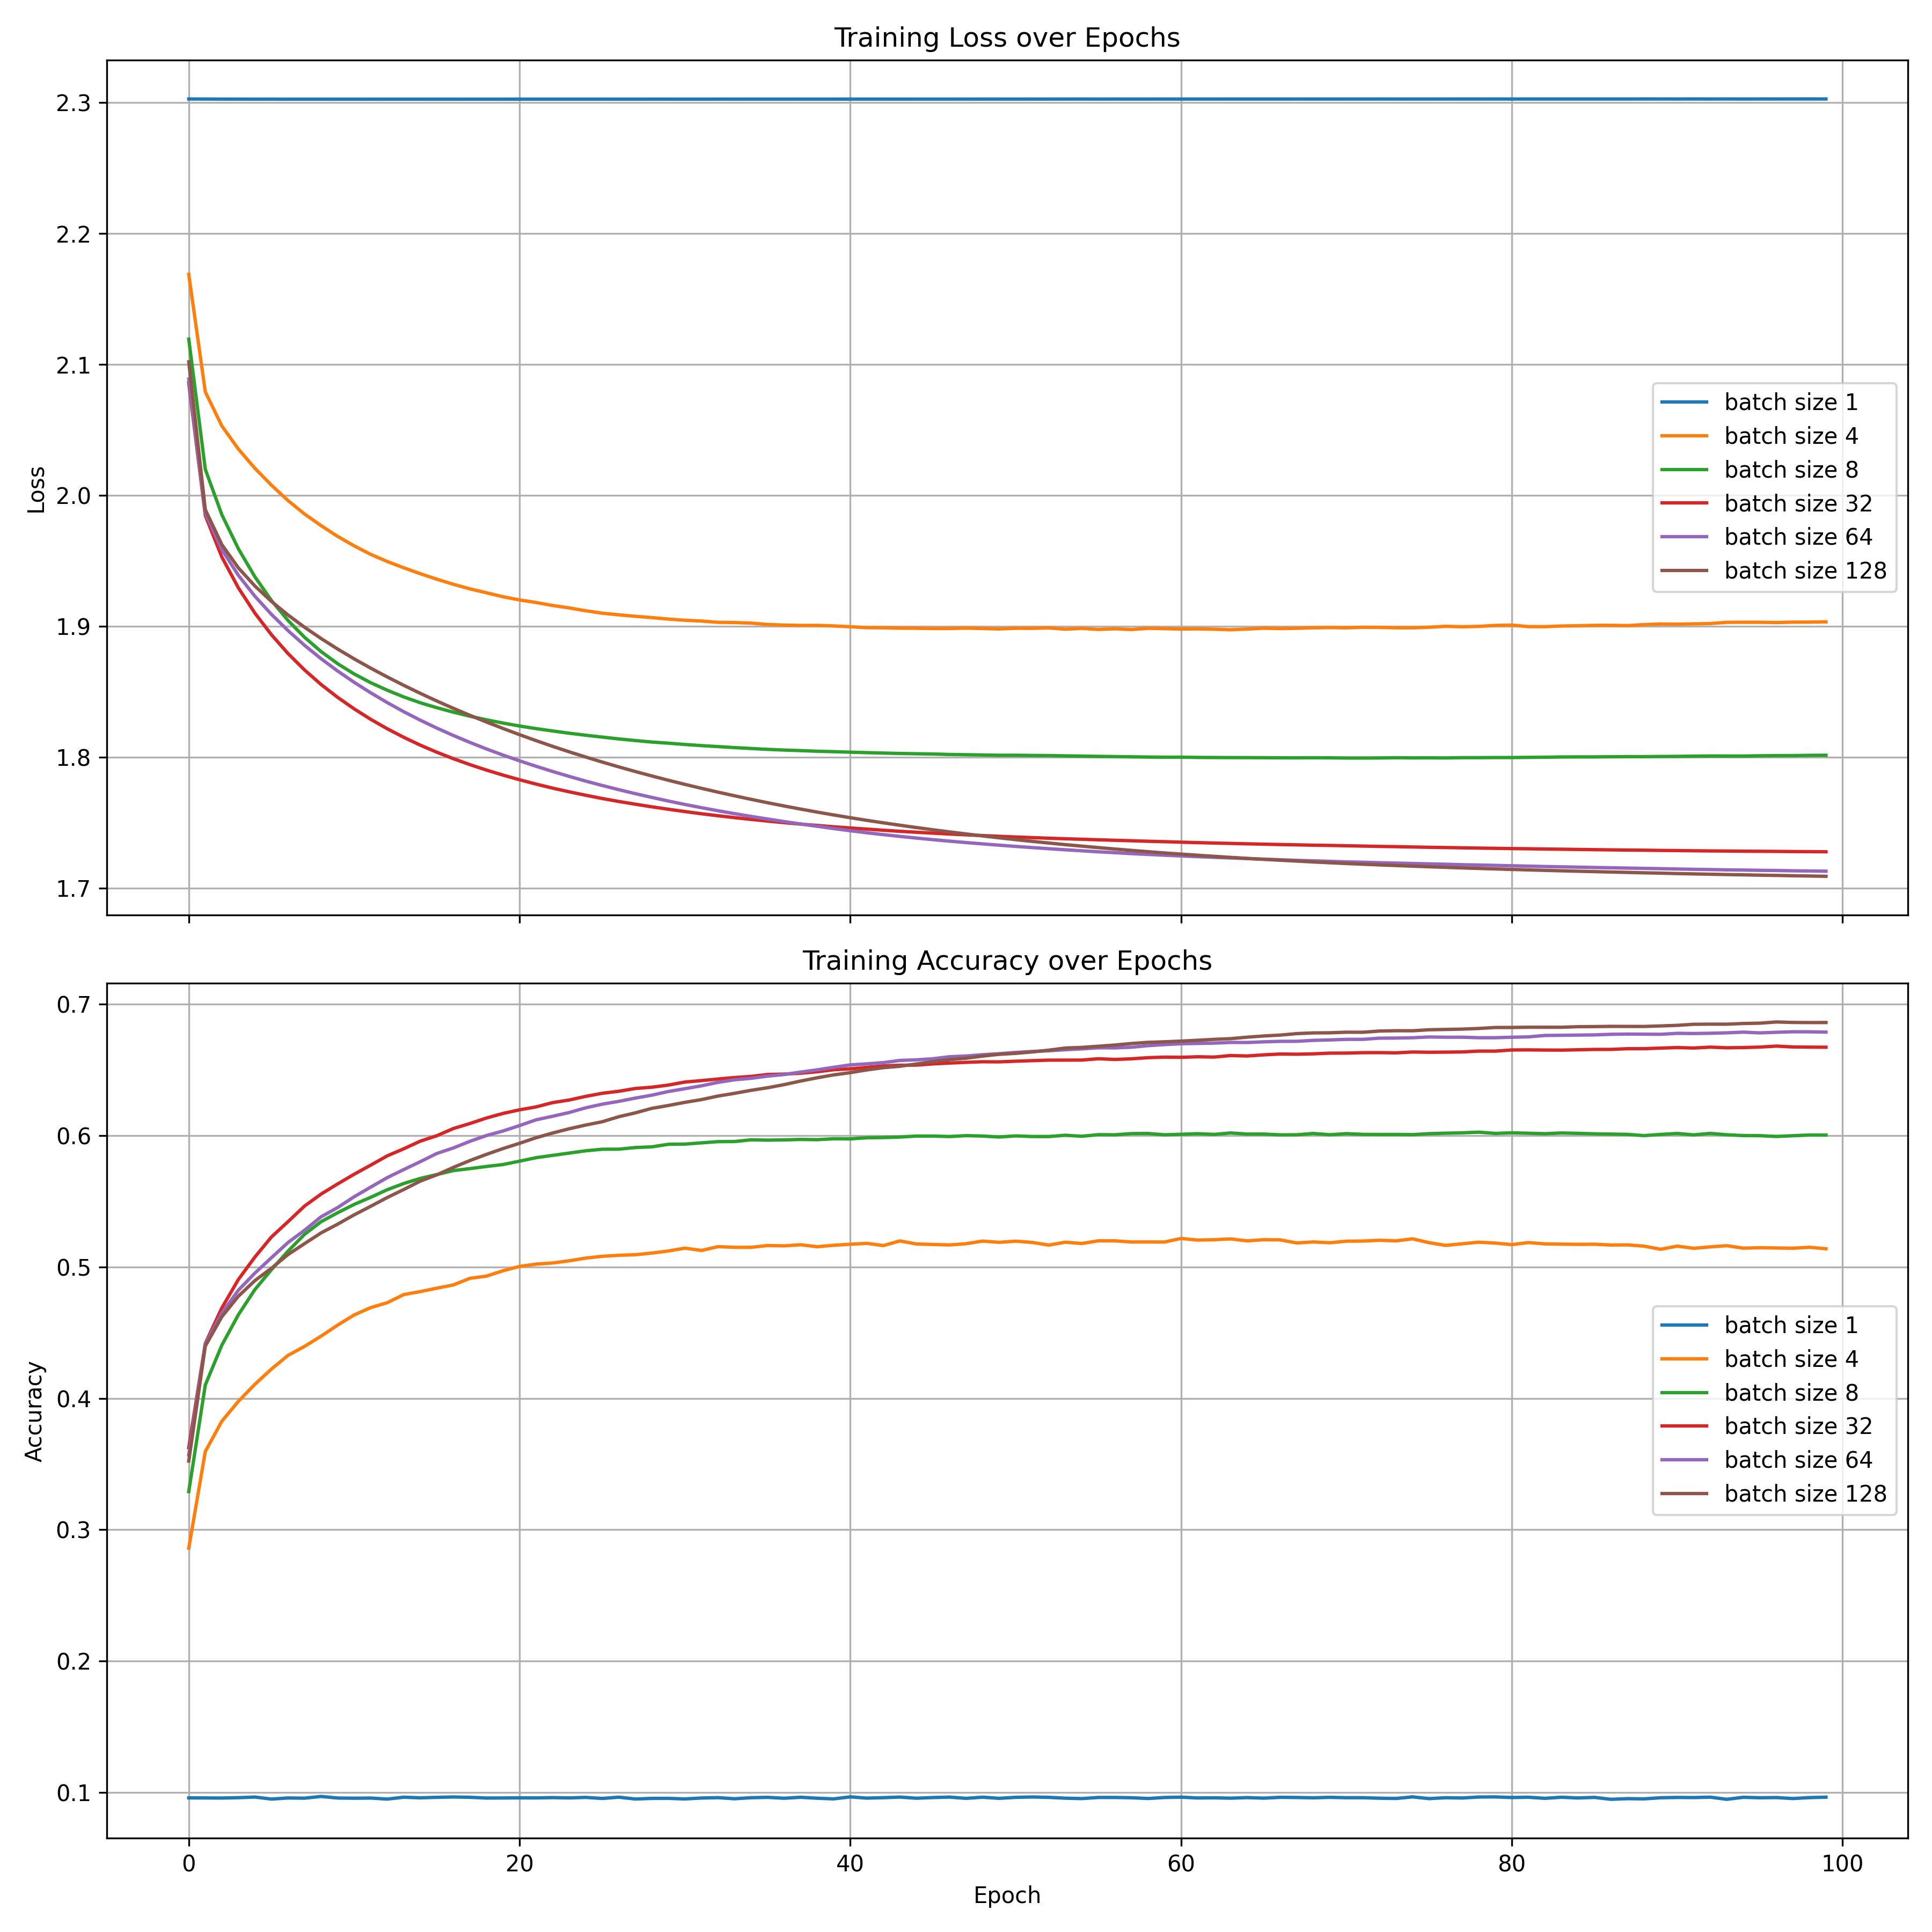 Training Loss over Epochs
2.3
2.2
2.1
2.0
1.9
1.8
1.7
Loss
batch size 1
batch size 4
batch size 8
batch size 32
batch size 64
batch size 128
Training Accuracy over Epochs
0.7
0.6
0.5
0.4
0.3
0.2
0.1
Accuracy
batch size 1
batch size 4
batch size 8
batch size 32
batch size 64
batch size 128
0 20 40 60 80 100
Epoch